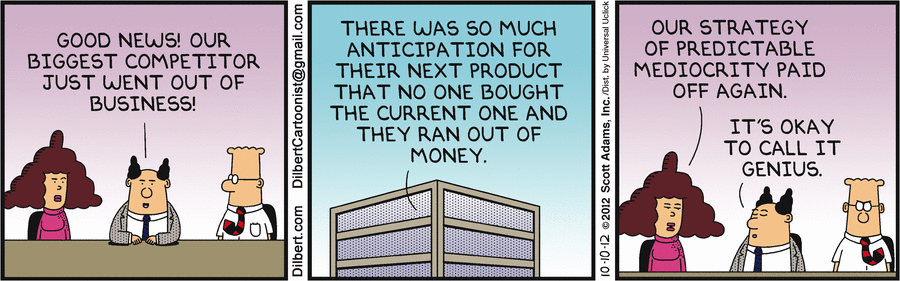 GOOD NEWS! OUR
BIGGEST COMPETITOR
JUST WENT OUT OF
BUSINESS!
Dilbert.com DilbertCartoonist@gmail.com
THERE WAS SO MUCH
ANTICIPATION FOR
THEIR NEXT PRODUCT
THAT NO ONE BOUGHT
THE CURRENT ONE AND
THEY RAN OUT OF
MONEY.
10-10-12 © 2012 Scott Adams, Inc. /Dist. by Universal Uclick
OUR STRATEGY
OF PREDICTABLE
MEDIOCRITY PAID
OFF AGAIN.
IT'S OKAY
TO CALL IT
GENIUS.